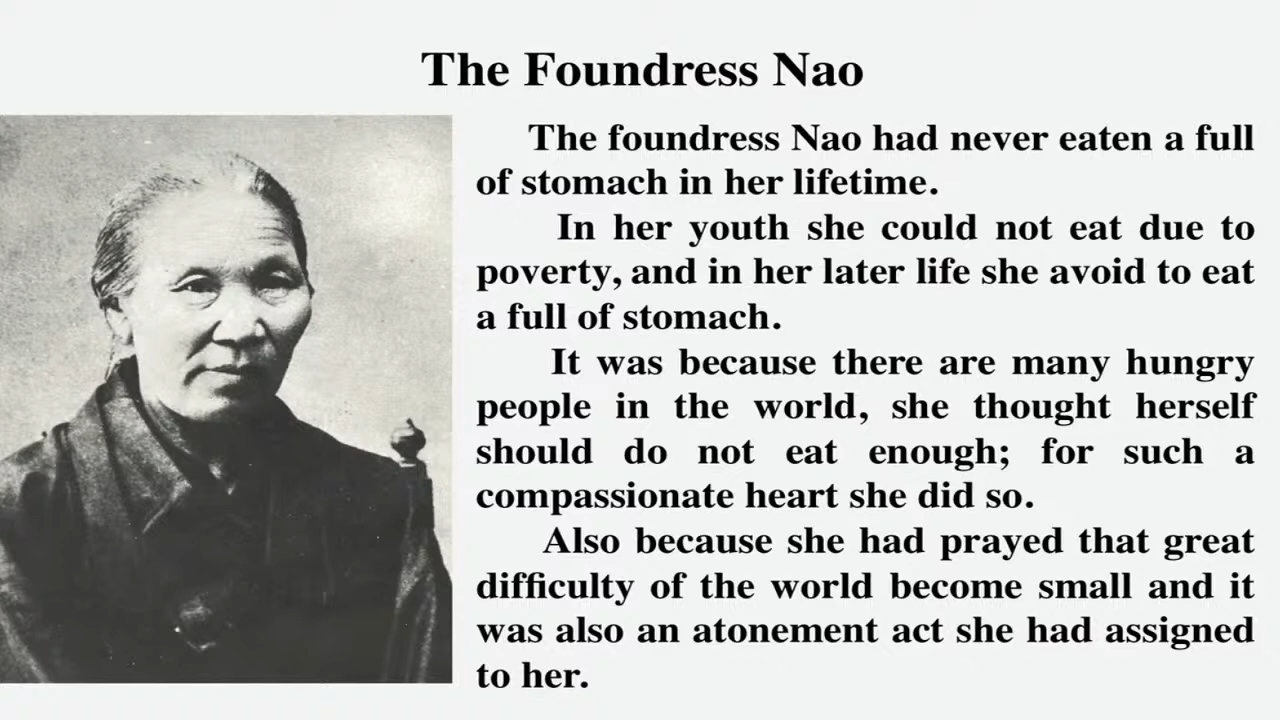 The Foundress Nao
The foundress Nao had never eaten a full
of stomach in her lifetime.
In her youth she could not eat due to
poverty, and in her later life she avoid to eat
a full of stomach.
It was because there are many hungry
people in the world, she thought herself
should do not eat enough; for such a
compassionate heart she did so.
Also because she had prayed that great
difficulty of the world become small and it
was also an atonement act she had assigned
to her.